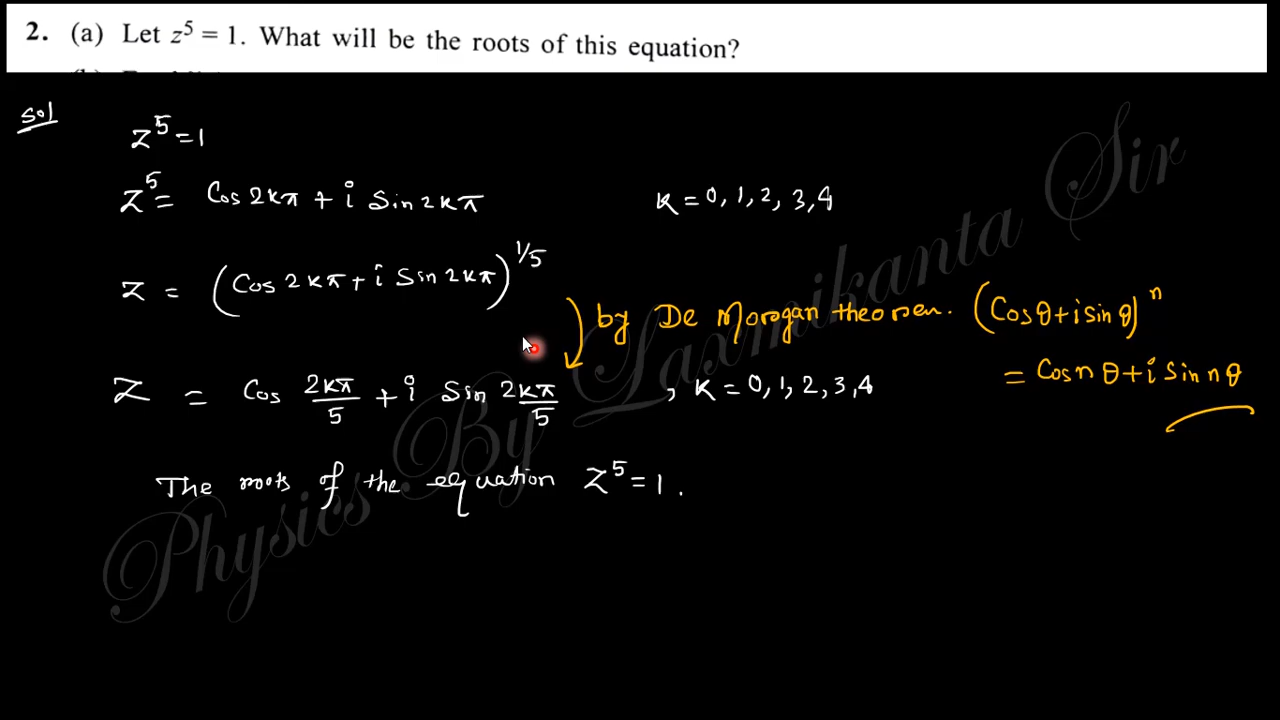 2. (a) Let z⁵ = 1. What will be the roots of this equation?
Sol
Z⁵ = 1
Z⁵ = Cos 2Kπ + i Sin 2Kπ K = 0, 1, 2, 3, 4
Z = (Cos 2Kπ + i Sin 2Kπ)^1/5
by De Morogan theorem. (Cosθ + i sinθ)ⁿ
= Cos n θ + i Sin n θ
Z = Cos 2Kπ/5 + i Sin 2Kπ/5 , K = 0, 1, 2, 3, 4
The roots of the equation Z⁵ = 1.
Physics By Laxmikanta Sir